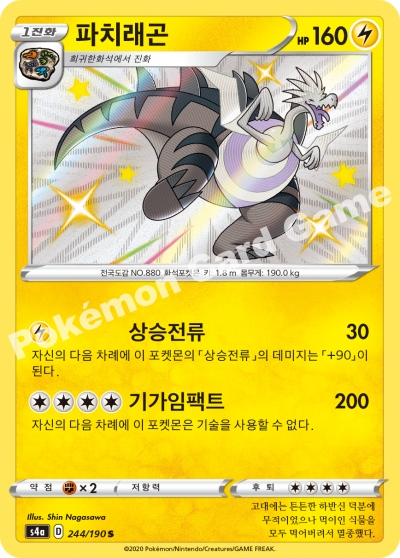 1진화
파치래곤
HP 160
희귀한화석에서 진화
전국도감 NO.880 화석포켓몬 키: 1.8 m 몸무게: 190.0 kg
Pokémon Card Game
상승전류 30
자신의 다음 차례에 이 포켓몬의 「상승전류」의 데미지는 「+90」이
된다.
기가임팩트 200
자신의 다음 차례에 이 포켓몬은 기술을 사용할 수 없다.
약점 ×2 저항력 후퇴
Illus. Shin Nagasawa
s4a D 244/190 S
고대에는 튼튼한 하반신 덕분에
무적이었으나 먹이인 식물을
모두 먹어버려서 멸종했다.
©2020 Pokémon/Nintendo/Creatures/GAME FREAK.